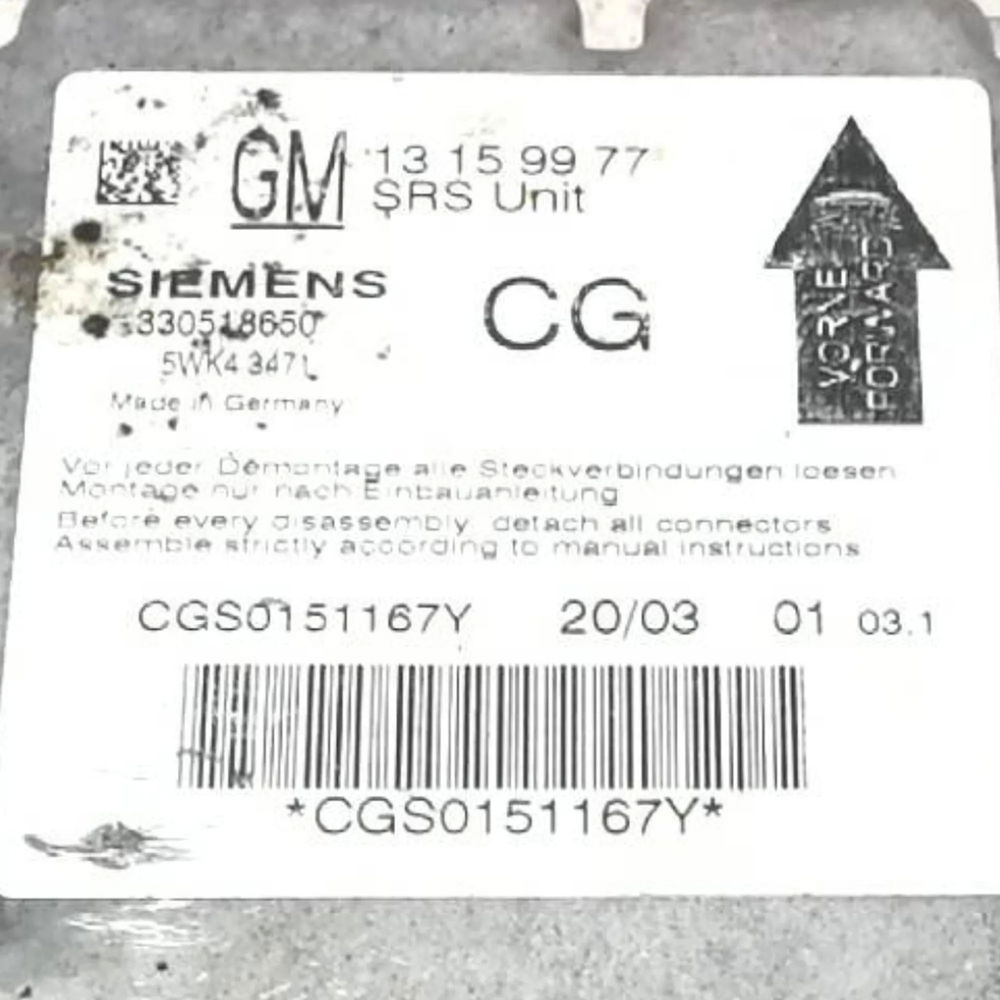 GM 13 15 99 77
SRS Unit
SIEMENS
330518650
5WK4 3471
Made in Germany
CG
VORNE
FORWARD
Vor jeder Demontage alle Steckverbindungen loesen
Montage nur nach Einbauanleitung
Before every disassembly detach all connectors
Assemble strictly according to manual instructions
CGS0151167Y 20/03 01 03.1
*CGS0151167Y*